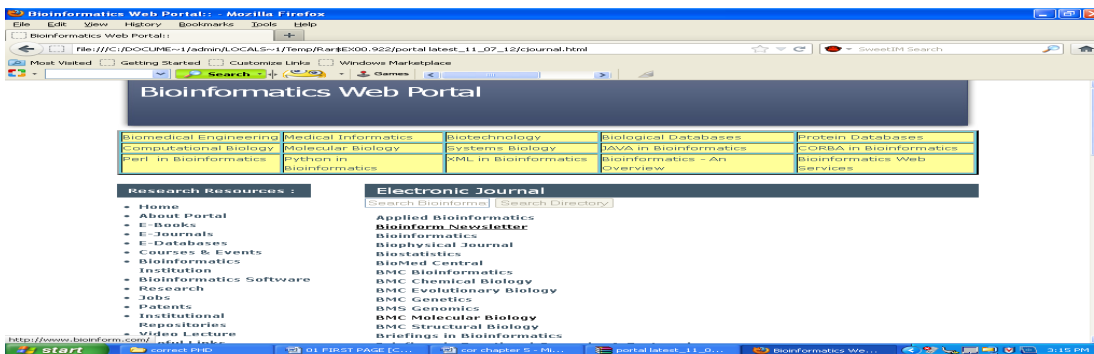 Bioinformatics Web Portal:: - Mozilla Firefox
File Edit View History Bookmarks Tools Help
Bioinformatics Web Portal:: +
file:///C:/DOCUME~1/admin/LOCALS~1/Temp/Rar$EX00.922/portal latest_11_07_12/cjournal.html
SweetIM Search
Most Visited Getting Started Customize Links Windows Marketplace
Search Games
Bioinformatics Web Portal
Biomedical Engineering Medical Informatics Biotechnology Biological Databases Protein Databases
Computational Biology Molecular Biology Systems Biology JAVA in Bioinformatics CORBA in Bioinformatics
Perl in Bioinformatics Python in Bioinformatics XML in Bioinformatics Bioinformatics - An Overview Bioinformatics Web Services
Research Resources :
Home
About Portal
E-Books
E-Journals
E-Databases
Courses & Events
Bioinformatics
Institution
Bioinformatics Software
Research
Jobs
Patents
Institutional
Repositories
Video Lecture
Electronic Journal
Search Bioinforma Search Directory
Applied Bioinformatics
Bioinform Newsletter
Bioinformatics
Biophysical Journal
Biostatistics
BioMed Central
BMC Bioinformatics
BMC Chemical Biology
BMC Evolutionary Biology
BMC Genetics
BMS Genomics
BMC Molecular Biology
BMC Structural Biology
Briefings in Bioinformatics
http://www.bioinform.com/
start correct PHD 01 FIRST PAGE [C... cor chapter 5 - Mi... portal latest_11_0... Bioinformatics We... 3:15 PM